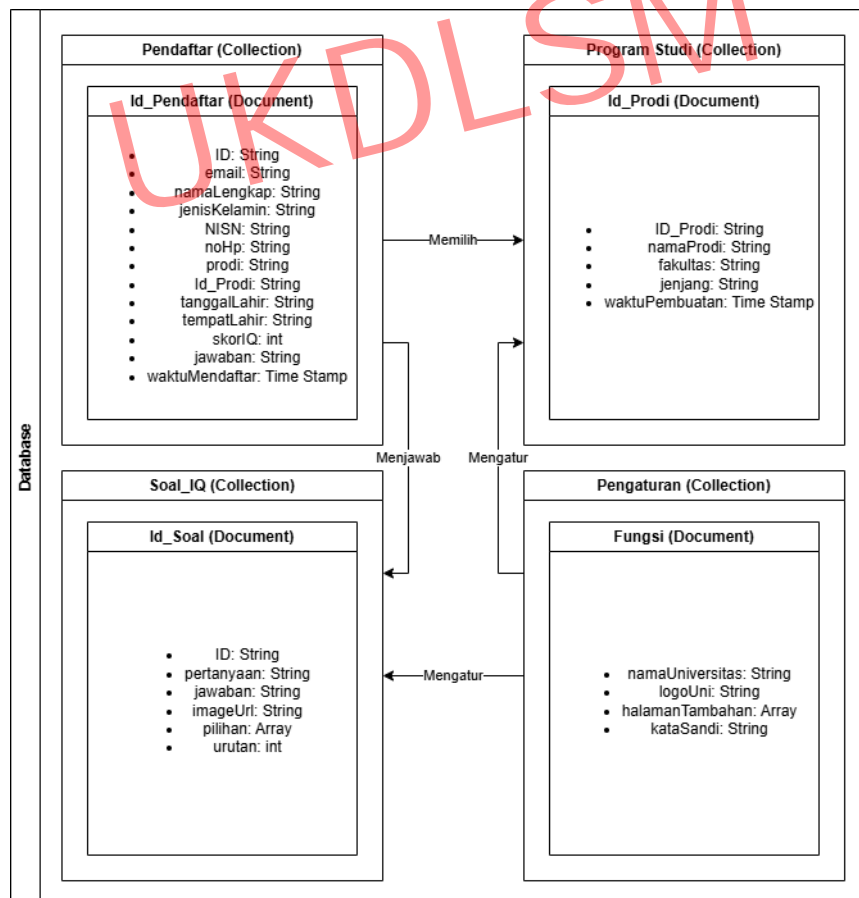 UKDLSM
Database
Pendaftar (Collection)
Id_Pendaftar (Document)
ID: String
email: String
namaLengkap: String
jenisKelamin: String
NISN: String
noHp: String
prodi: String
Id_Prodi: String
tanggalLahir: String
tempatLahir: String
skorIQ: int
jawaban: String
waktuMendaftar: Time Stamp
Memilih
Program Studi (Collection)
Id_Prodi (Document)
ID_Prodi: String
namaProdi: String
fakultas: String
jenjang: String
waktuPembuatan: Time Stamp
Menjawab
Mengatur
Soal_IQ (Collection)
Id_Soal (Document)
ID: String
pertanyaan: String
jawaban: String
imageUrl: String
pilihan: Array
urutan: int
Mengatur
Pengaturan (Collection)
Fungsi (Document)
namaUniversitas: String
logoUni: String
halamanTambahan: Array
kataSandi: String